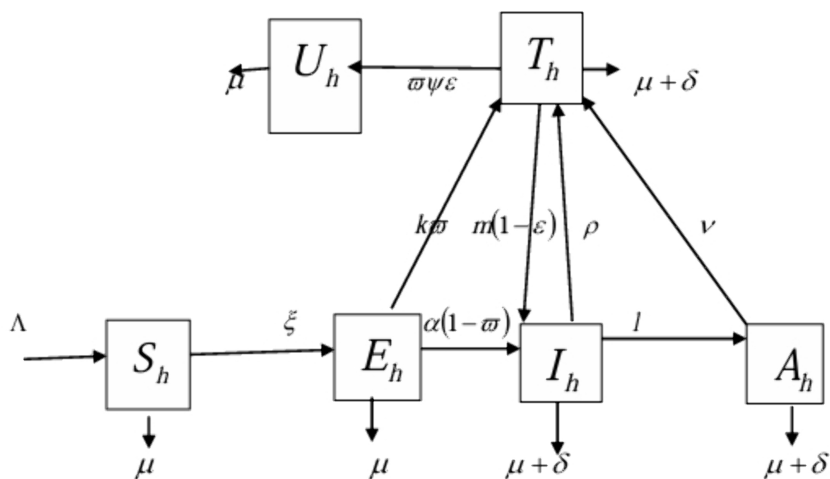 U_h
T_h
μ
ϖψε
μ + δ
kϖ m(1−ε) ρ ν
Λ
ξ
α(1−ϖ)
l
S_h
E_h
I_h
A_h
μ
μ
μ + δ
μ + δ